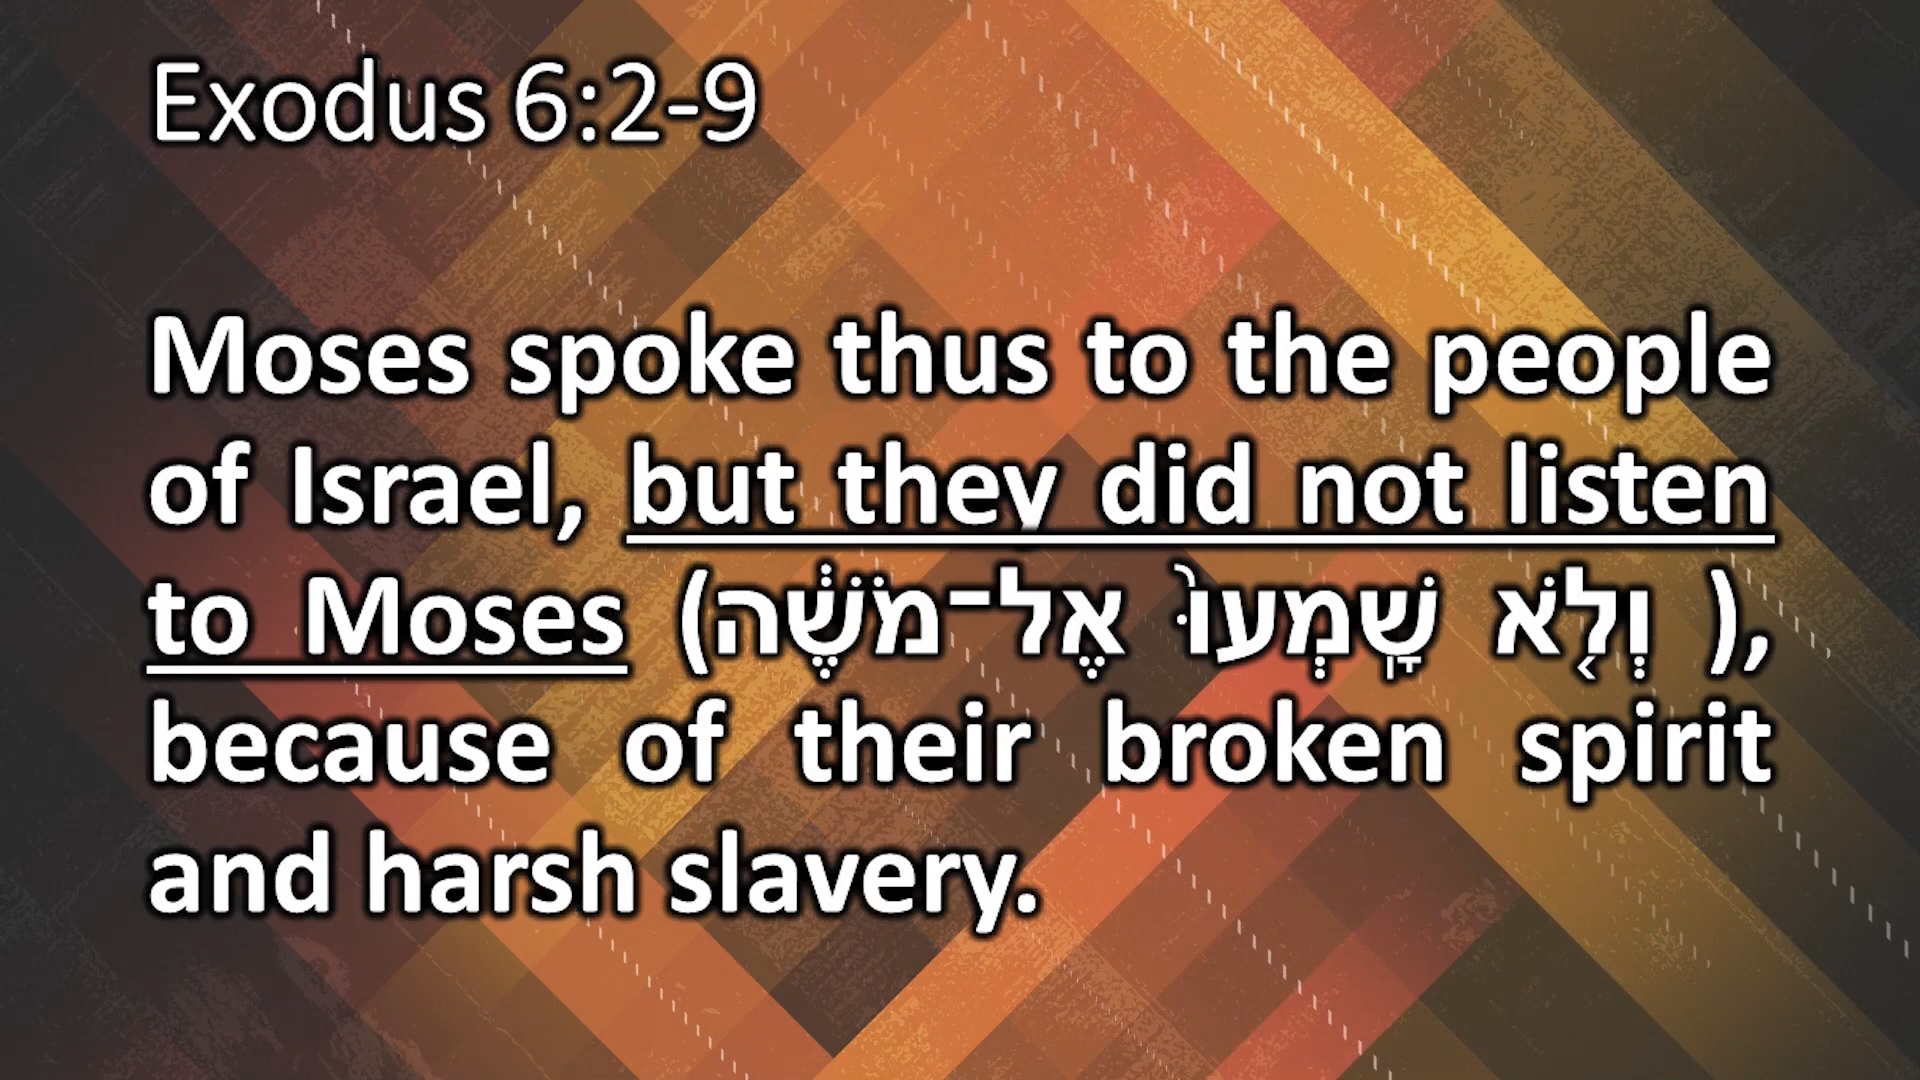 Exodus 6:2-9
Moses spoke thus to the people
of Israel, but they did not listen
to Moses (וְלֹ֤א שָֽׁמְעוּ֙ אֶל־מֹשֶׁ֔ה ),
because of their broken spirit
and harsh slavery.